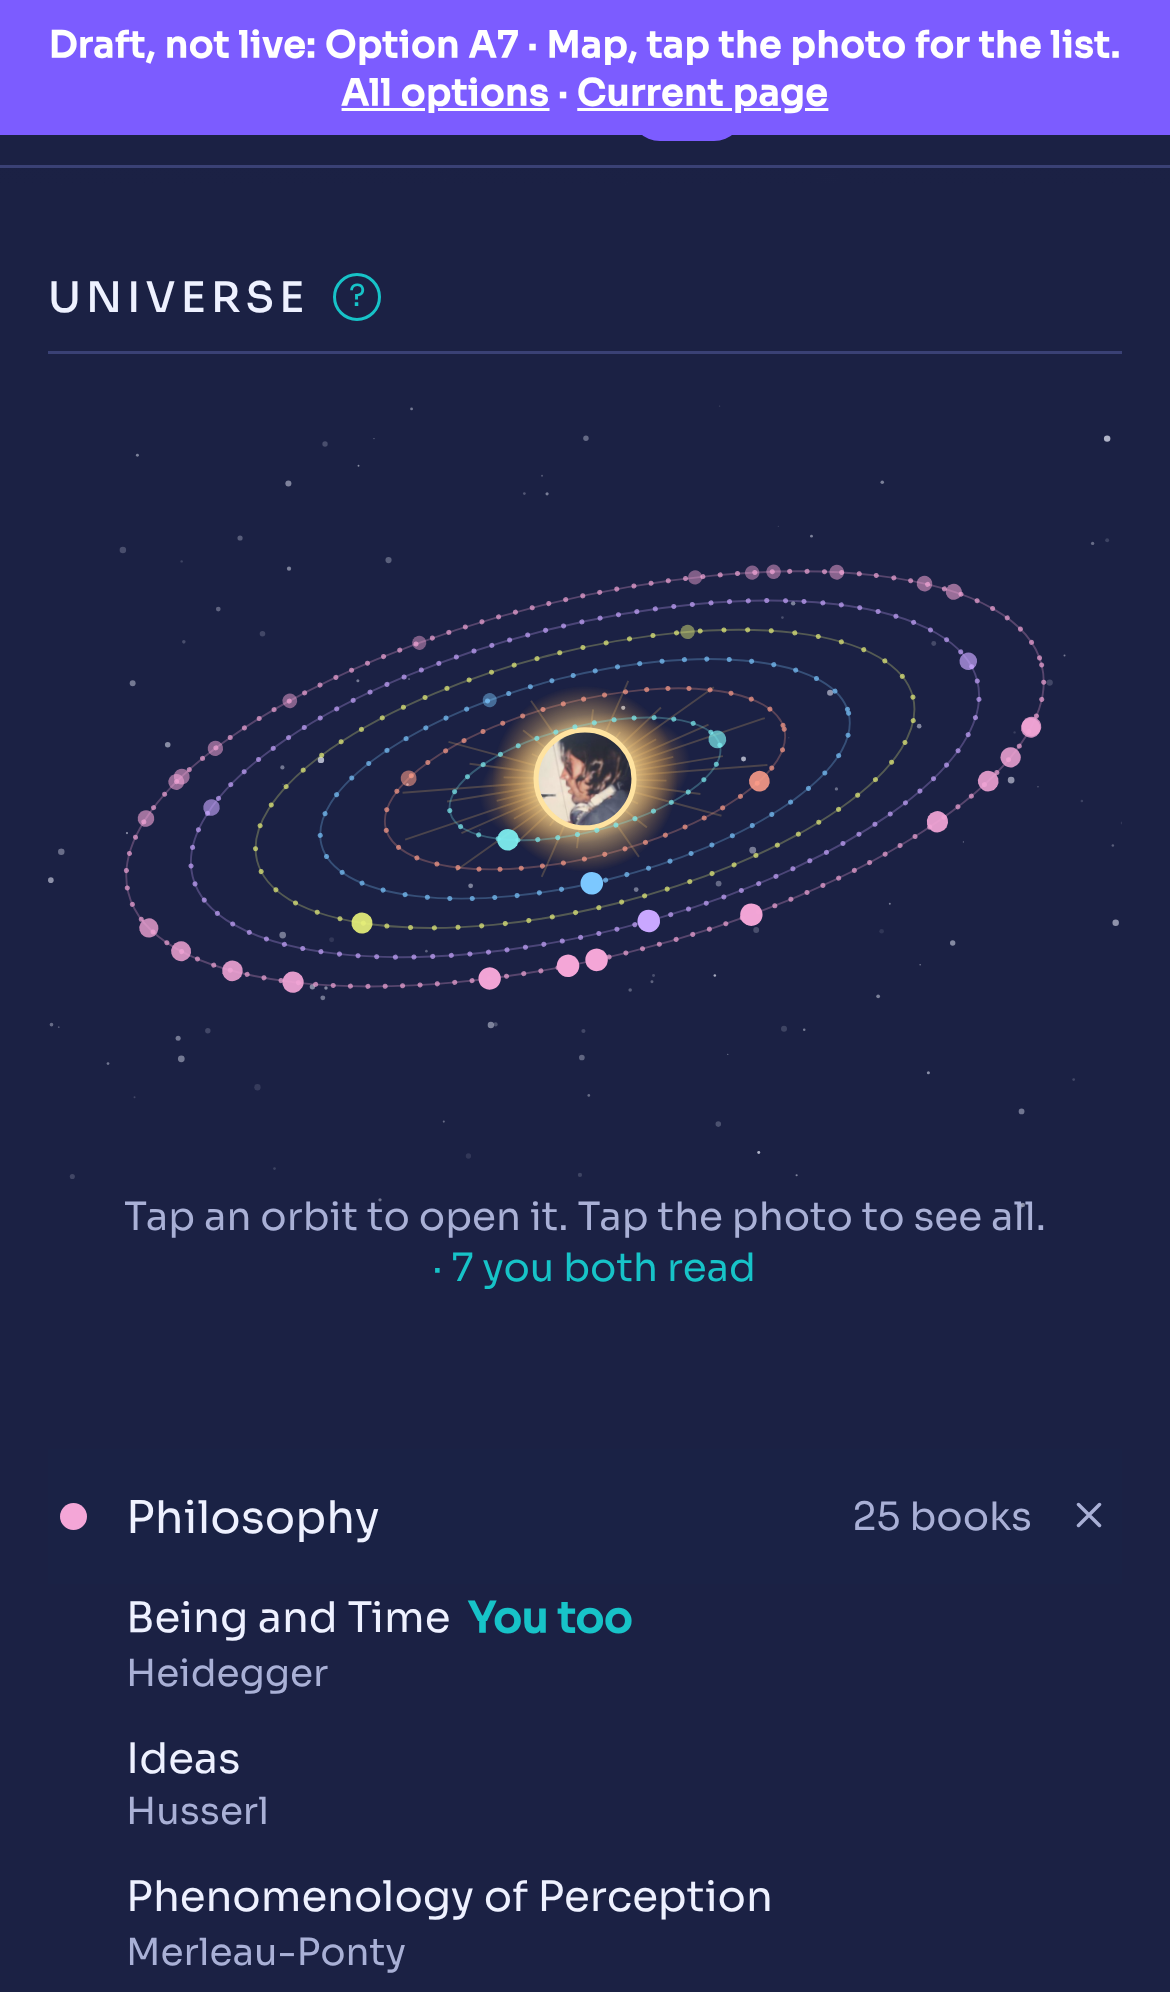 Draft, not live: Option A7 · Map, tap the photo for the list.
All options · Current page
UNIVERSE ?
Tap an orbit to open it. Tap the photo to see all.
· 7 you both read
Philosophy 25 books ×
Being and Time You too
Heidegger
Ideas
Husserl
Phenomenology of Perception
Merleau-Ponty